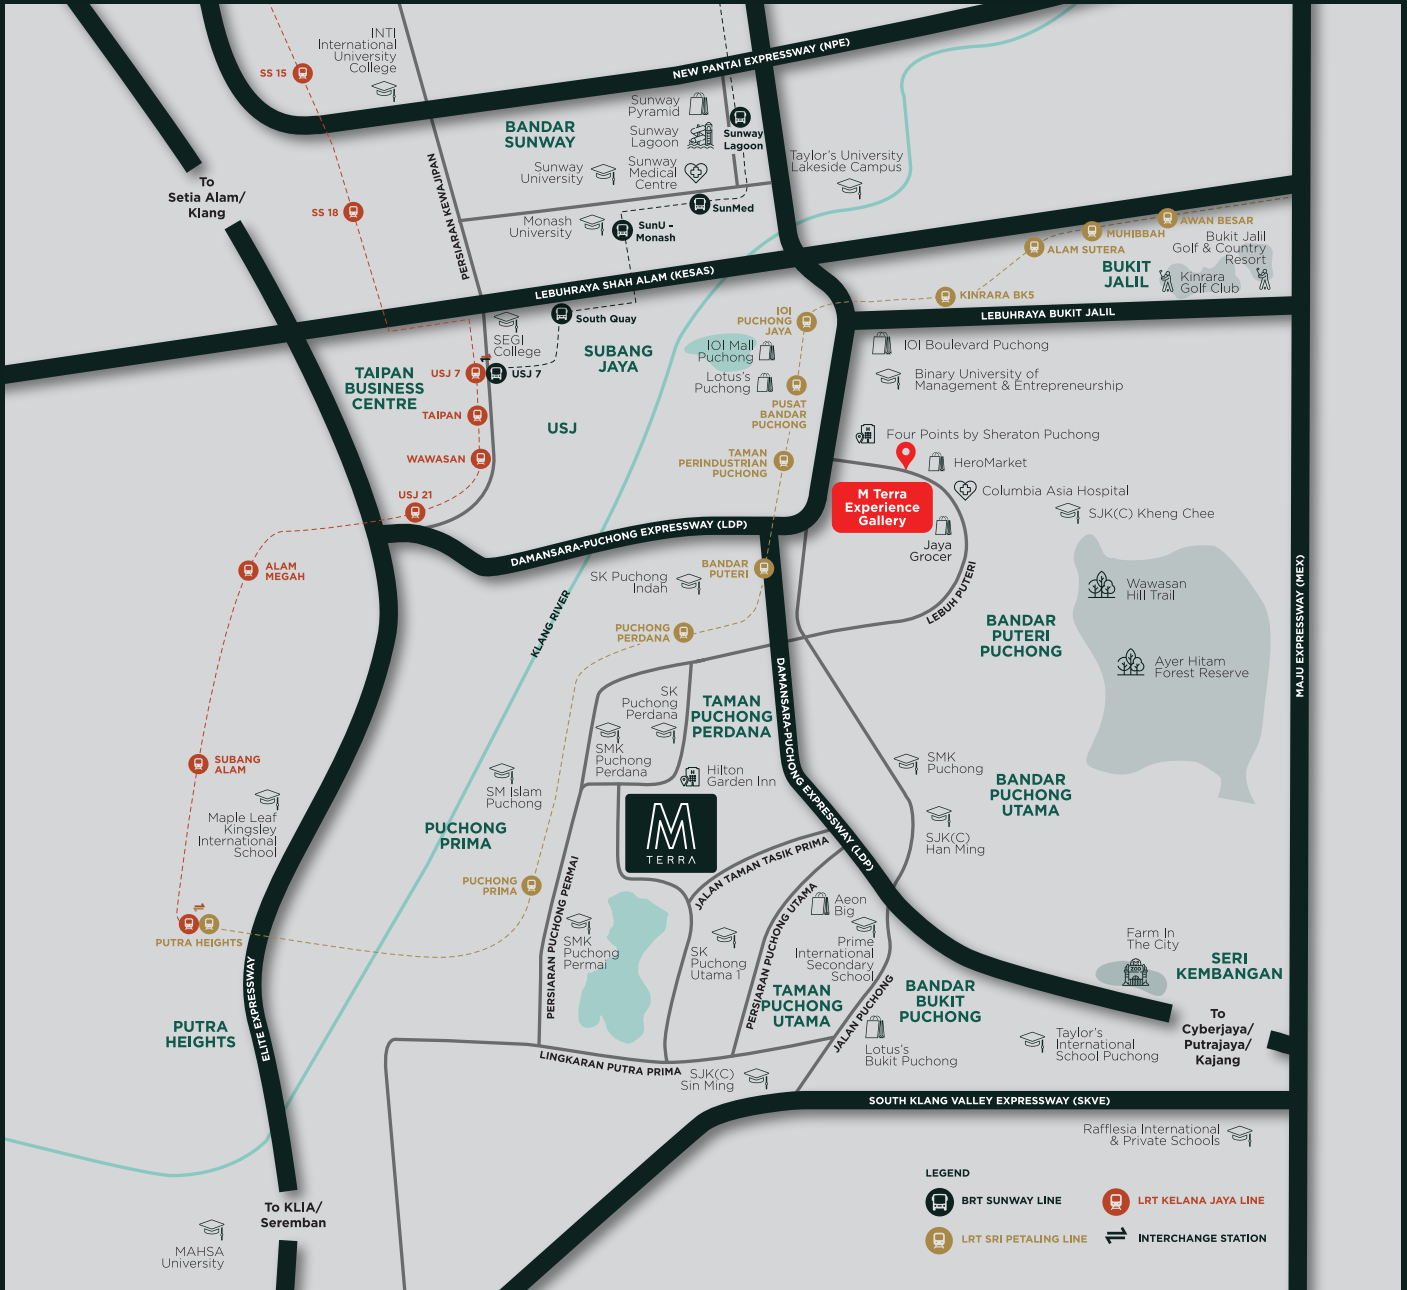 INTI
International
University
College
SS 15
NEW PANTAI EXPRESSWAY (NPE)
Sunway
Pyramid
BANDAR
SUNWAY
Sunway
Lagoon
Sunway
Lagoon
Sunway
University
Sunway
Medical
Centre
Taylor's University
Lakeside Campus
To
Setia Alam/
Klang
PERSIARAN KEWAJIPAN
SS 18
SunMed
Monash
University
SunU -
Monash
AWAN BESAR
MUHIBBAH
ALAM SUTERA
Bukit Jalil
Golf & Country
Resort
BUKIT
JALIL
Kinrara
Golf Club
LEBUHRAYA SHAH ALAM (KESAS)
KINRARA BK5
LEBUHRAYA BUKIT JALIL
South Quay
IOI
PUCHONG
JAYA
SEGI
College
SUBANG
JAYA
IOI Mall
Puchong
IOI Boulevard Puchong
TAIPAN
BUSINESS
CENTRE
USJ 7
USJ 7
Lotus's
Puchong
Binary University of
Management & Entrepreneurship
TAIPAN
PUSAT
BANDAR
PUCHONG
USJ
Four Points by Sheraton Puchong
WAWASAN
TAMAN
PERINDUSTRIAN
PUCHONG
HeroMarket
M Terra
Experience
Gallery
Columbia Asia Hospital
USJ 21
SJK(C) Kheng Chee
DAMANSARA-PUCHONG EXPRESSWAY (LDP)
Jaya
Grocer
ALAM
MEGAH
BANDAR
PUTERI
SK Puchong
Indah
Wawasan
Hill Trail
KLANG RIVER
LEBUH PUTERI
MAJU EXPRESSWAY (MEX)
PUCHONG
PERDANA
BANDAR
PUTERI
PUCHONG
Ayer Hitam
Forest Reserve
SK
Puchong
Perdana
TAMAN
PUCHONG
PERDANA
DAMANSARA-PUCHONG EXPRESSWAY (LDP)
SMK
Puchong
Perdana
SUBANG
ALAM
SMK
Puchong
Hilton
Garden Inn
SM Islam
Puchong
BANDAR
PUCHONG
UTAMA
Maple Leaf
Kingsley
International
School
PUCHONG
PRIMA
M
TERRA
SJK(C)
Han Ming
JALAN TAMAN TASIK PRIMA
PUCHONG
PRIMA
PERSIARAN PUCHONG PERMAI
PERSIARAN PUCHONG UTAMA
Aeon
Big
PUTRA HEIGHTS
SMK
Puchong
Permai
SK
Puchong
Utama 1
Prime
International
Secondary
School
Farm In
The City
ZOO
SERI
KEMBANGAN
ELITE EXPRESSWAY
TAMAN
PUCHONG
UTAMA
BANDAR
BUKIT
PUCHONG
JALAN PUCHONG
PUTRA
HEIGHTS
To
Cyberjaya/
Putrajaya/
Kajang
Taylor's
International
School Puchong
Lotus's
Bukit Puchong
LINGKARAN PUTRA PRIMA
SJK(C)
Sin Ming
SOUTH KLANG VALLEY EXPRESSWAY (SKVE)
Rafflesia International
& Private Schools
To KLIA/
Seremban
MAHSA
University
LEGEND
BRT SUNWAY LINE
LRT KELANA JAYA LINE
LRT SRI PETALING LINE
INTERCHANGE STATION